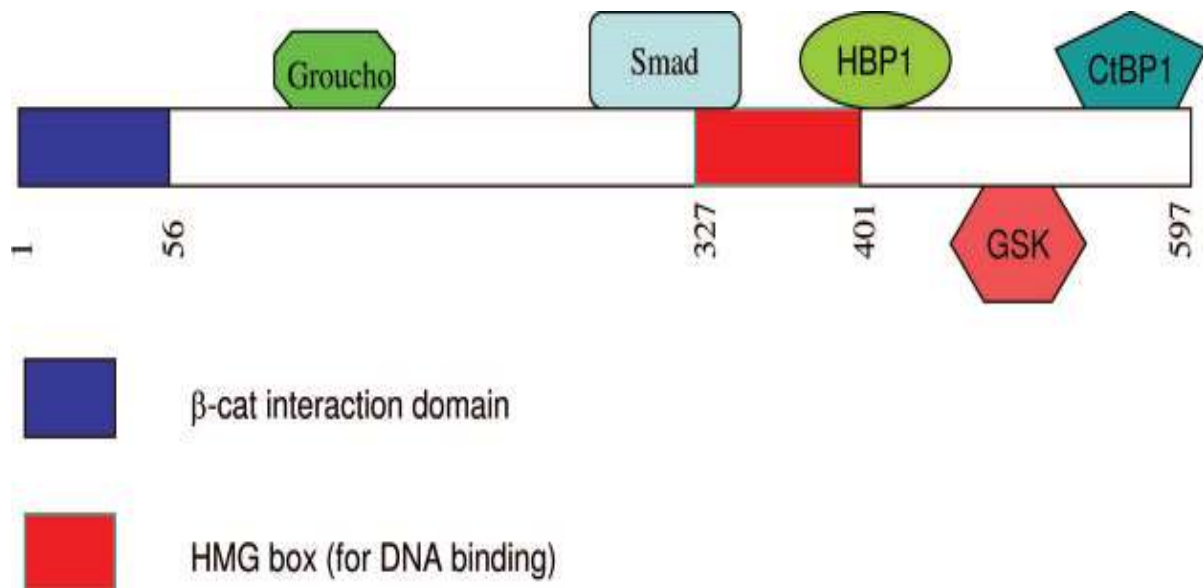 Groucho
Smad
HBP1
CtBP1
GSK
1
56
327
401
597
β-cat interaction domain
HMG box (for DNA binding)